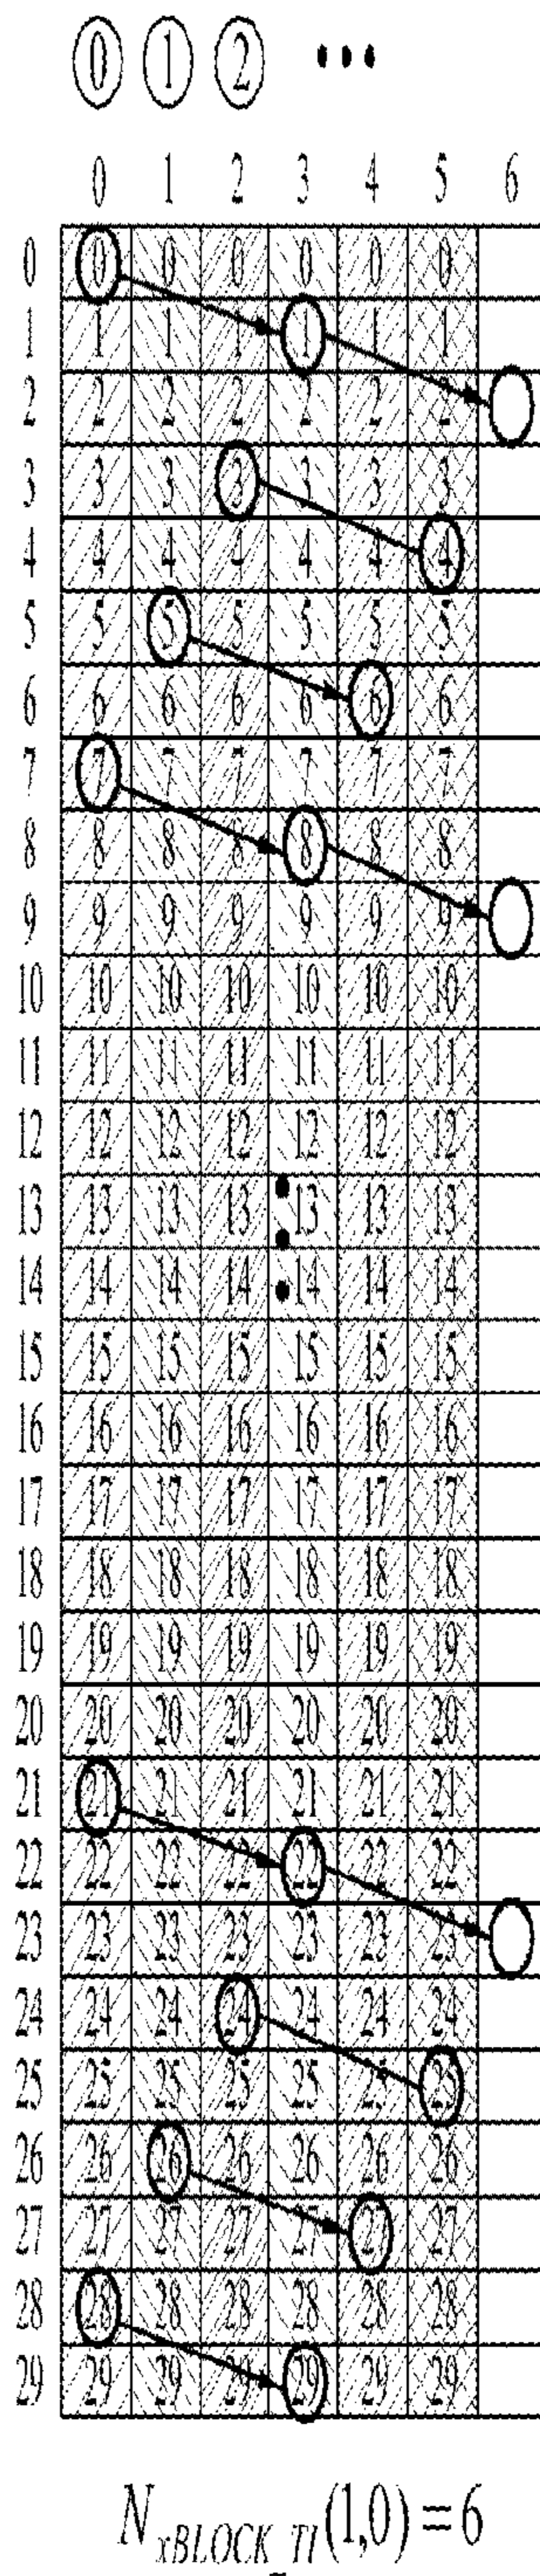 0 1 2 •••
0 1 2 3 4 5 6
0 0 0 0 0 0 0
1 1 1 1 1 1 1
2 2 2 2 2 2 2
3 3 3 3 3 3 3
4 4 4 4 4 4 4
5 5 5 5 5 5 5
6 6 6 6 6 6 6
7 7 7 7 7 7 7
8 8 8 8 8 8 8
9 9 9 9 9 9 9
10 10 10 10 10 10 10
11 11 11 11 11 11 11
12 12 12 12 12 12 12
13 13 13 13 13 13 13
14 14 14 14 14 14 14
15 15 15 15 15 15 15
16 16 16 16 16 16 16
17 17 17 17 17 17 17
18 18 18 18 18 18 18
19 19 19 19 19 19 19
20 20 20 20 20 20 20
21 21 21 21 21 21 21
22 22 22 22 22 22 22
23 23 23 23 23 23 23
24 24 24 24 24 24 24
25 25 25 25 25 25 25
26 26 26 26 26 26 26
27 27 27 27 27 27 27
28 28 28 28 28 28 28
29 29 29 29 29 29 29
N_xBLOCK_TI(1,0) = 6